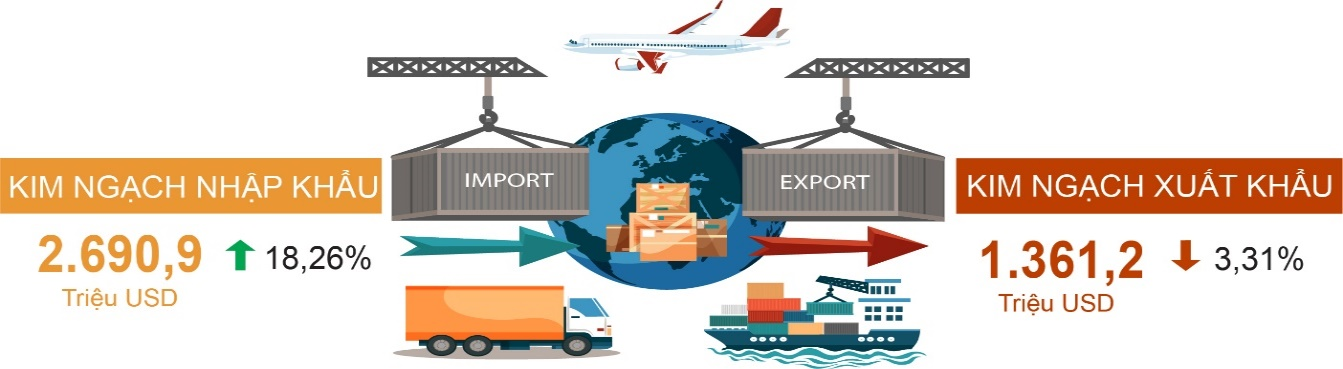 KIM NGẠCH NHẬP KHẨU
2.690,9
18,26%
Triệu USD
IMPORT
EXPORT
KIM NGẠCH XUẤT KHẨU
1.361,2
3,31%
Triệu USD